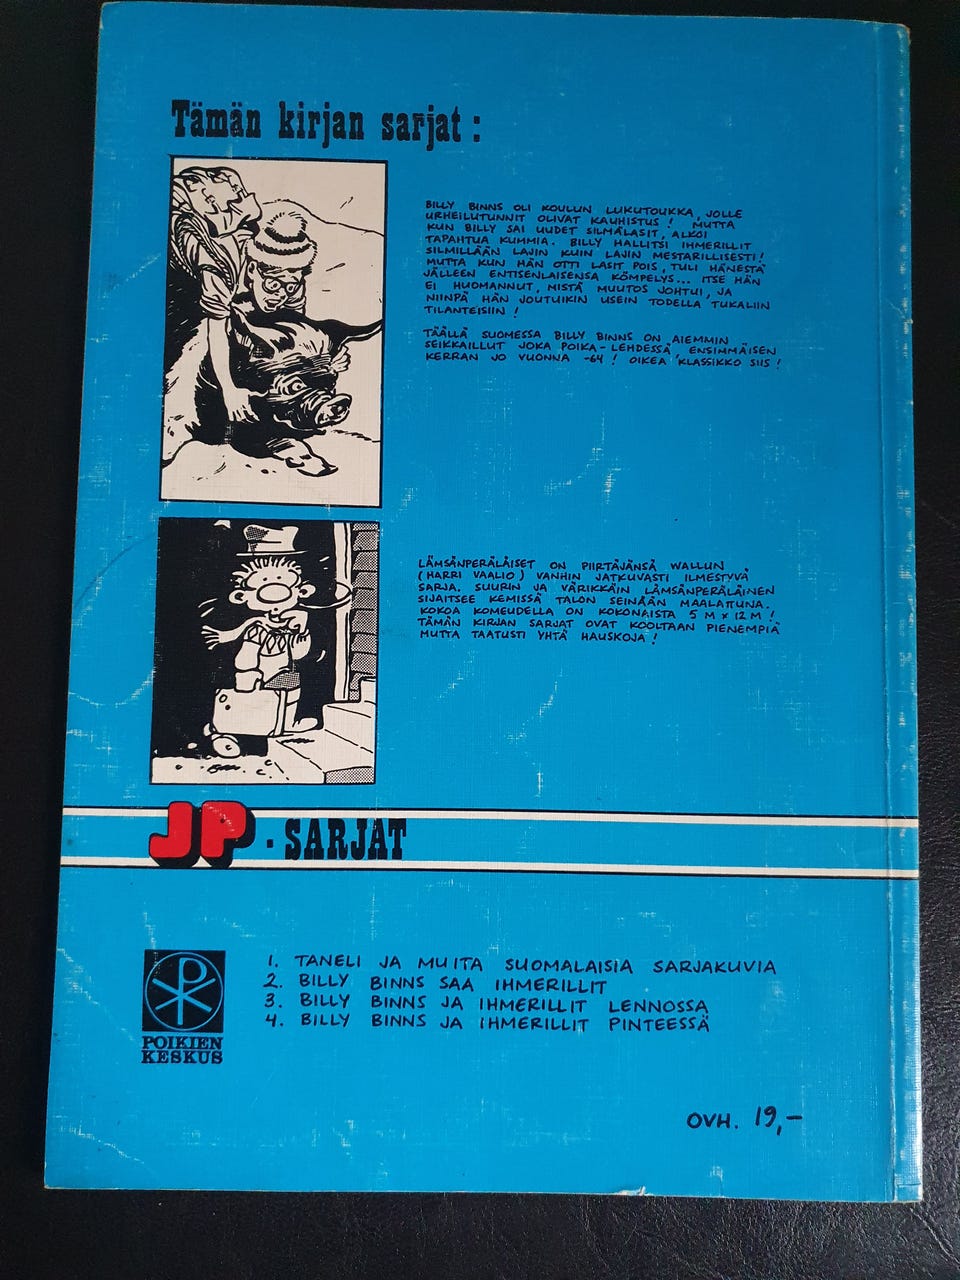 Tämän kirjan sarjat:
BILLY BINNS OLI KOULUN LUKUTOUKKA, JOLLE
URHEILUTUNNIT OLIVAT KAUHISTUS! MUTTA
KUN BILLY SAI UUDET SILMÄLASIT, ALKOI
TAPAHTUA KUMMIA. BILLY HALLITSI IHMERILLIT
SILMILLÄÄN LAJIN KUIN LAJIN MESTARILLISESTI!
MUTTA KUN HÄN OTTI LASIT POIS, TULI HÄNESTÄ
JÄLLEEN ENTISENLAISENSA KÖMPELYS... ITSE HÄN
EI HUOMANNUT, MISTÄ MUUTOS JOHTUI, JA
NIINPÄ HÄN JOUTUIKIN USEIN TODELLA TUKALIIN
TILANTEISIIN!
TÄÄLLÄ SUOMESSA BILLY BINNS ON AIEMMIN
SEIKKAILLUT JOKA POIKA-LEHDESSÄ, ENSIMMÄISEN
KERRAN JO VUONNA -64! OIKEA KLASSIKKO SIIS!
LÄMSÄNPERÄLÄISET ON PIIRTÄJÄNSÄ WALLUN
(HARRI VAALIO) VANHIN JATKUVASTI ILMESTYVÄ
SARJA. SUURIN JA VÄRIKKÄIN LÄMSÄNPERÄLÄINEN
SIJAITSEE KEMISSÄ TALON SEINÄÄN MAALATTUNA.
KOKOA KOMEUDELLA ON KOKONAISTA 5 M x 12 M!
TÄMÄN KIRJAN SARJAT OVAT KOOLTAAN PIENEMPIÄ
MUTTA TAATUSTI YHTÄ HAUSKOJA!
JP-SARJAT
1. TANELI JA MUITA SUOMALAISIA SARJAKUVIA
2. BILLY BINNS SAA IHMERILLIT
3. BILLY BINNS JA IHMERILLIT LENNOSSA
4. BILLY BINNS JA IHMERILLIT PINTEESSÄ
POIKIEN
KESKUS
OVH. 19,-